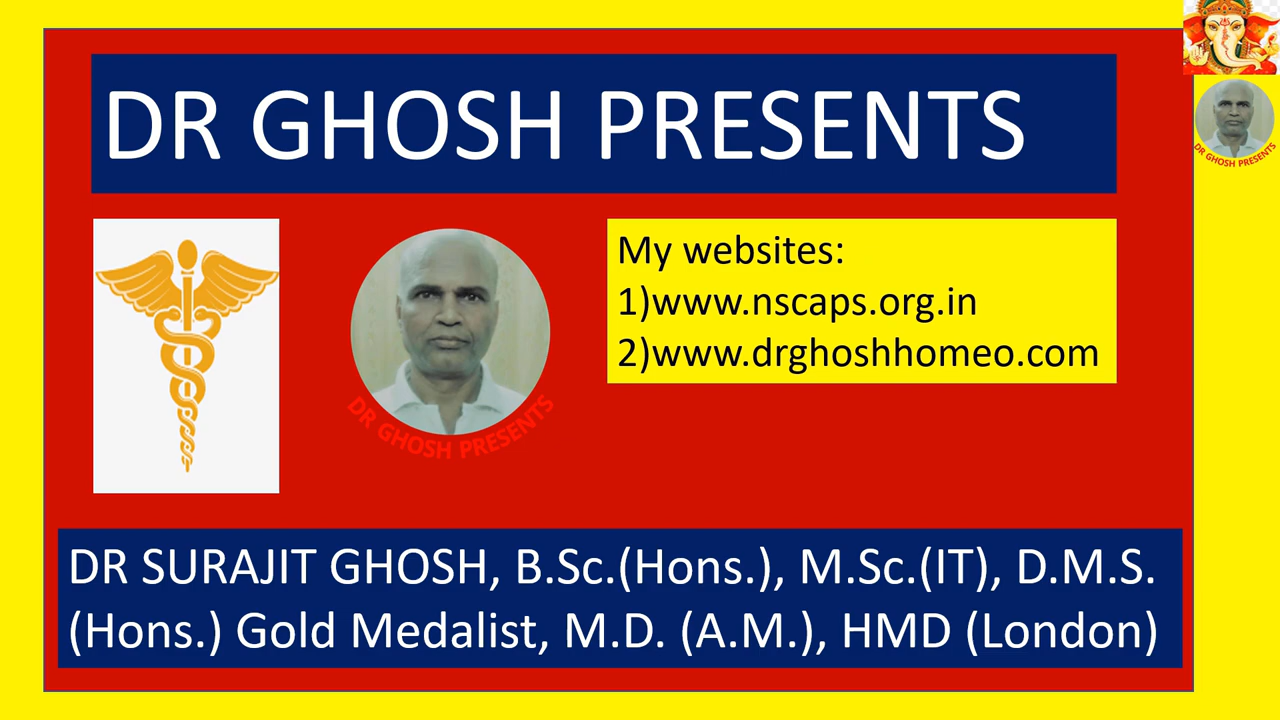 DR GHOSH PRESENTS
DR GHOSH PRESENTS
My websites:
1)www.nscaps.org.in
2)www.drghoshhomeo.com
DR GHOSH PRESENTS
DR SURAJIT GHOSH, B.Sc.(Hons.), M.Sc.(IT), D.M.S.
(Hons.) Gold Medalist, M.D. (A.M.), HMD (London)